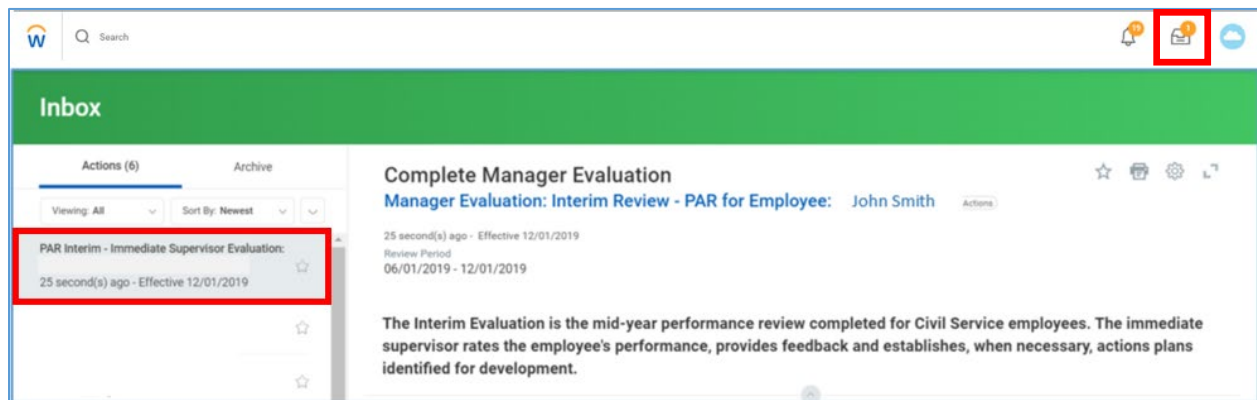 W
Search
19
1
Inbox
Actions (6)
Archive
Viewing: All
Sort By: Newest
PAR Interim - Immediate Supervisor Evaluation:
25 second(s) ago - Effective 12/01/2019
Complete Manager Evaluation
Manager Evaluation: Interim Review - PAR for Employee: John Smith Actions
25 second(s) ago - Effective 12/01/2019
Review Period
06/01/2019 - 12/01/2019
The Interim Evaluation is the mid-year performance review completed for Civil Service employees. The immediate
supervisor rates the employee's performance, provides feedback and establishes, when necessary, actions plans
identified for development.